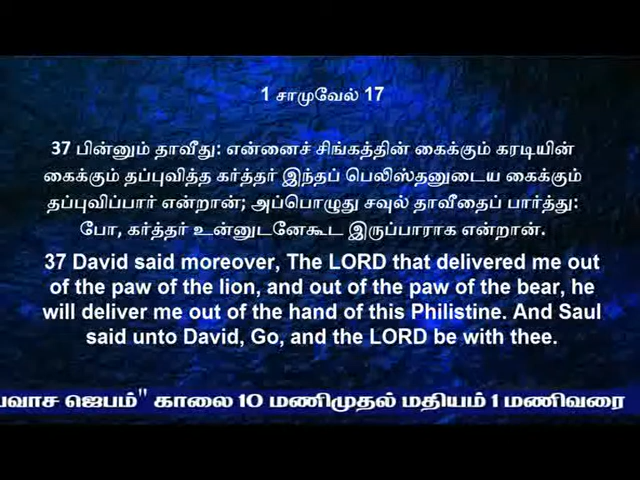 1 சாமுவேல் 17
37 பின்னும் தாவீது: என்னைச் சிங்கத்தின் கைக்கும் கரடியின்
கைக்கும் தப்புவித்த கர்த்தர் இந்தப் பெலிஸ்தனுடைய கைக்கும்
தப்புவிப்பார் என்றான்; அப்பொழுது சவுல் தாவீதைப் பார்த்து:
போ, கர்த்தர் உன்னுடனேகூட இருப்பாராக என்றான்.
37 David said moreover, The LORD that delivered me out
of the paw of the lion, and out of the paw of the bear, he
will deliver me out of the hand of this Philistine. And Saul
said unto David, Go, and the LORD be with thee.
ஜெபம்" காலை 10 மணிமுதல் மதியம் 1 மணிவரை